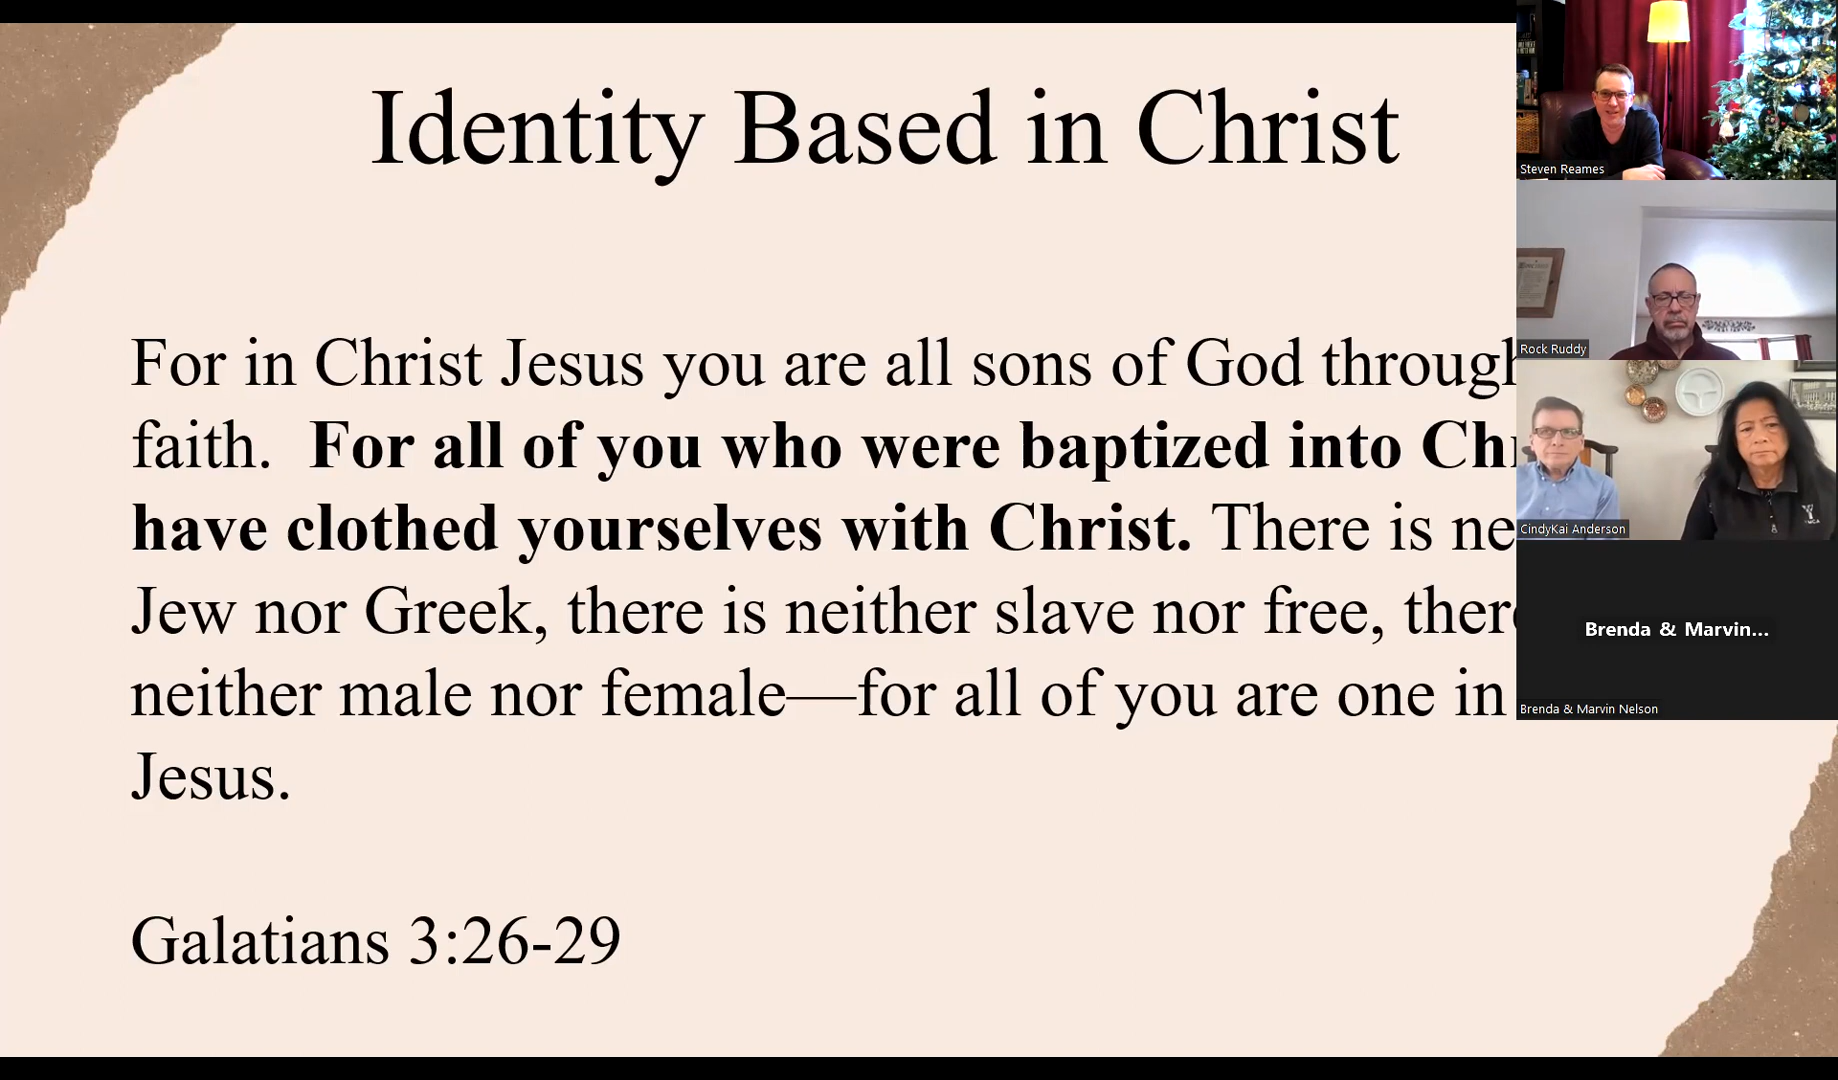 Identity Based in Christ
For in Christ Jesus you are all sons of God through
faith. For all of you who were baptized into Chr
have clothed yourselves with Christ. There is ne
Jew nor Greek, there is neither slave nor free, there
neither male nor female—for all of you are one in
Jesus.
Galatians 3:26-29
Steven Reames
Rock Ruddy
CindyKai Anderson
Brenda & Marvin...
Brenda & Marvin Nelson